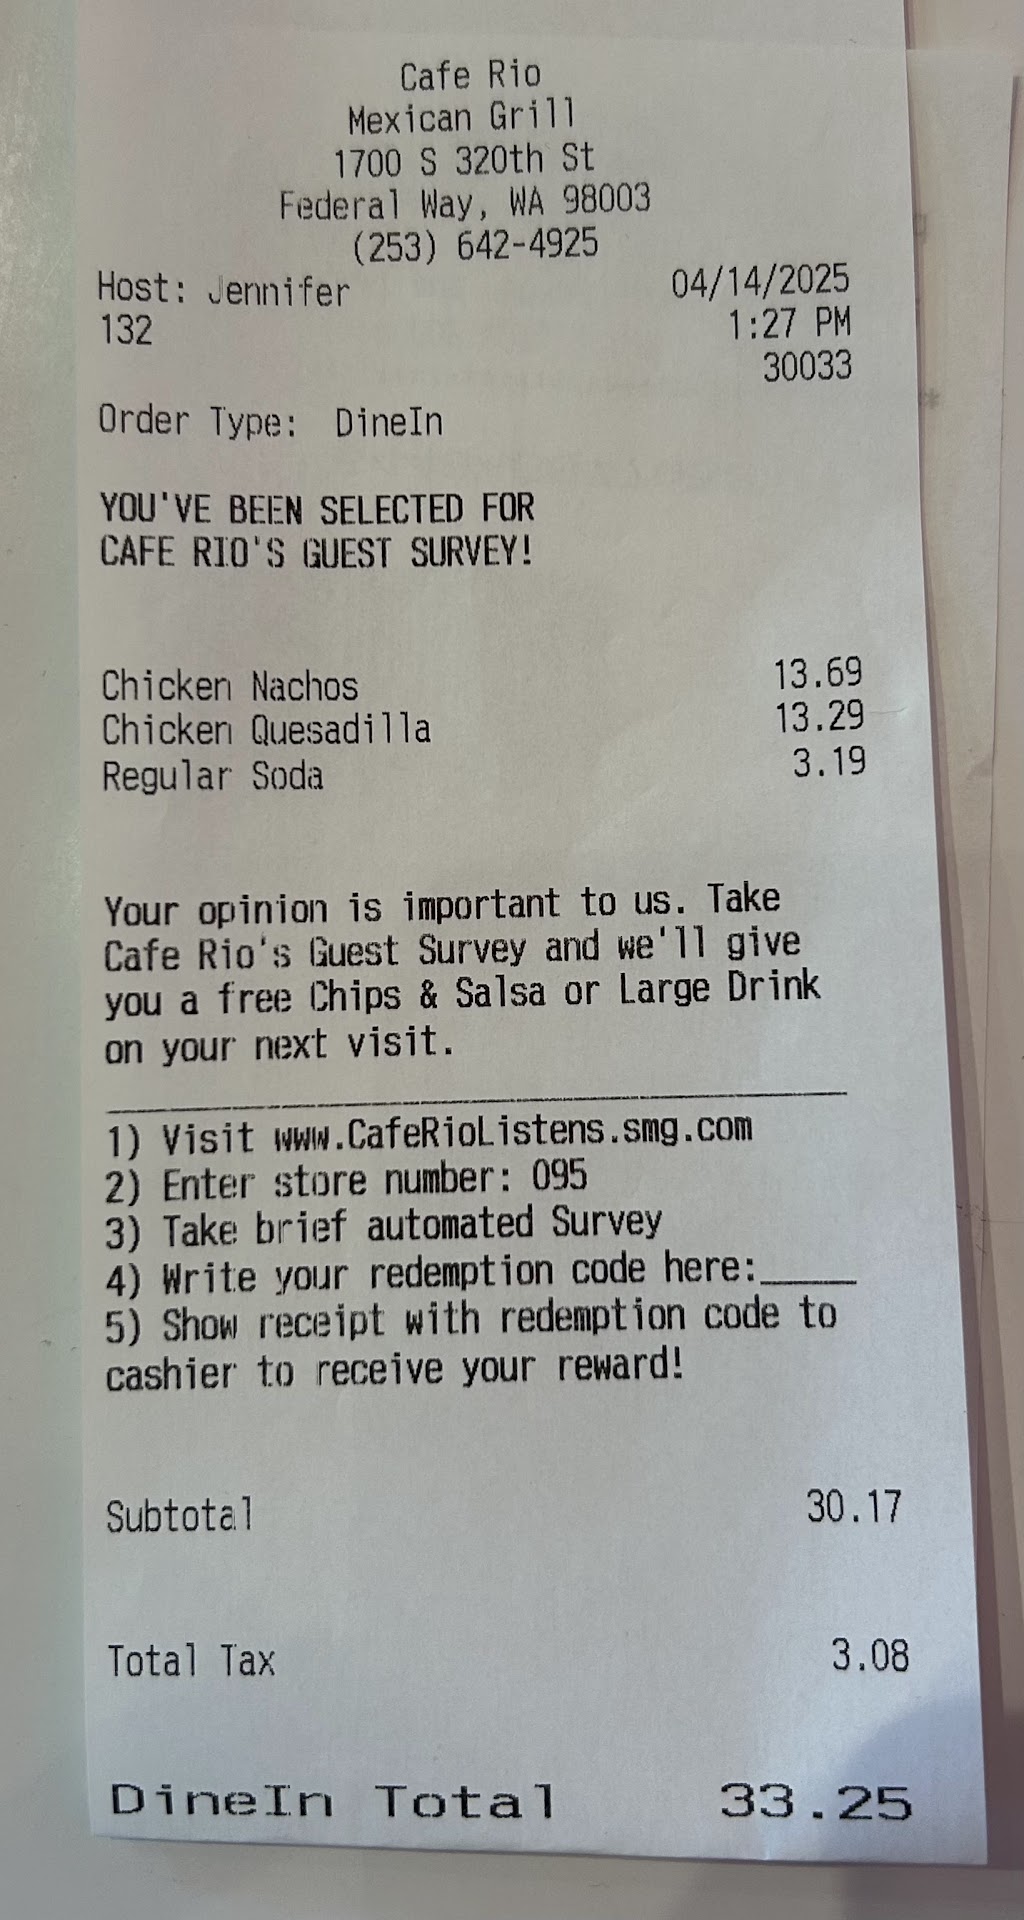 Cafe Rio
Mexican Grill
1700 S 320th St
Federal Way, WA 98003
(253) 642-4925
Host: Jennifer 04/14/2025
132 1:27 PM
30033
Order Type: DineIn
YOU'VE BEEN SELECTED FOR
CAFE RIO'S GUEST SURVEY!
Chicken Nachos 13.69
Chicken Quesadilla 13.29
Regular Soda 3.19
Your opinion is important to us. Take
Cafe Rio's Guest Survey and we'll give
you a free Chips & Salsa or Large Drink
on your next visit.
1) Visit www.CafeRioListens.smg.com
2) Enter store number: 095
3) Take brief automated Survey
4) Write your redemption code here:_____
5) Show receipt with redemption code to
cashier to receive your reward!
Subtotal 30.17
Total Tax 3.08
DineIn Total 33.25